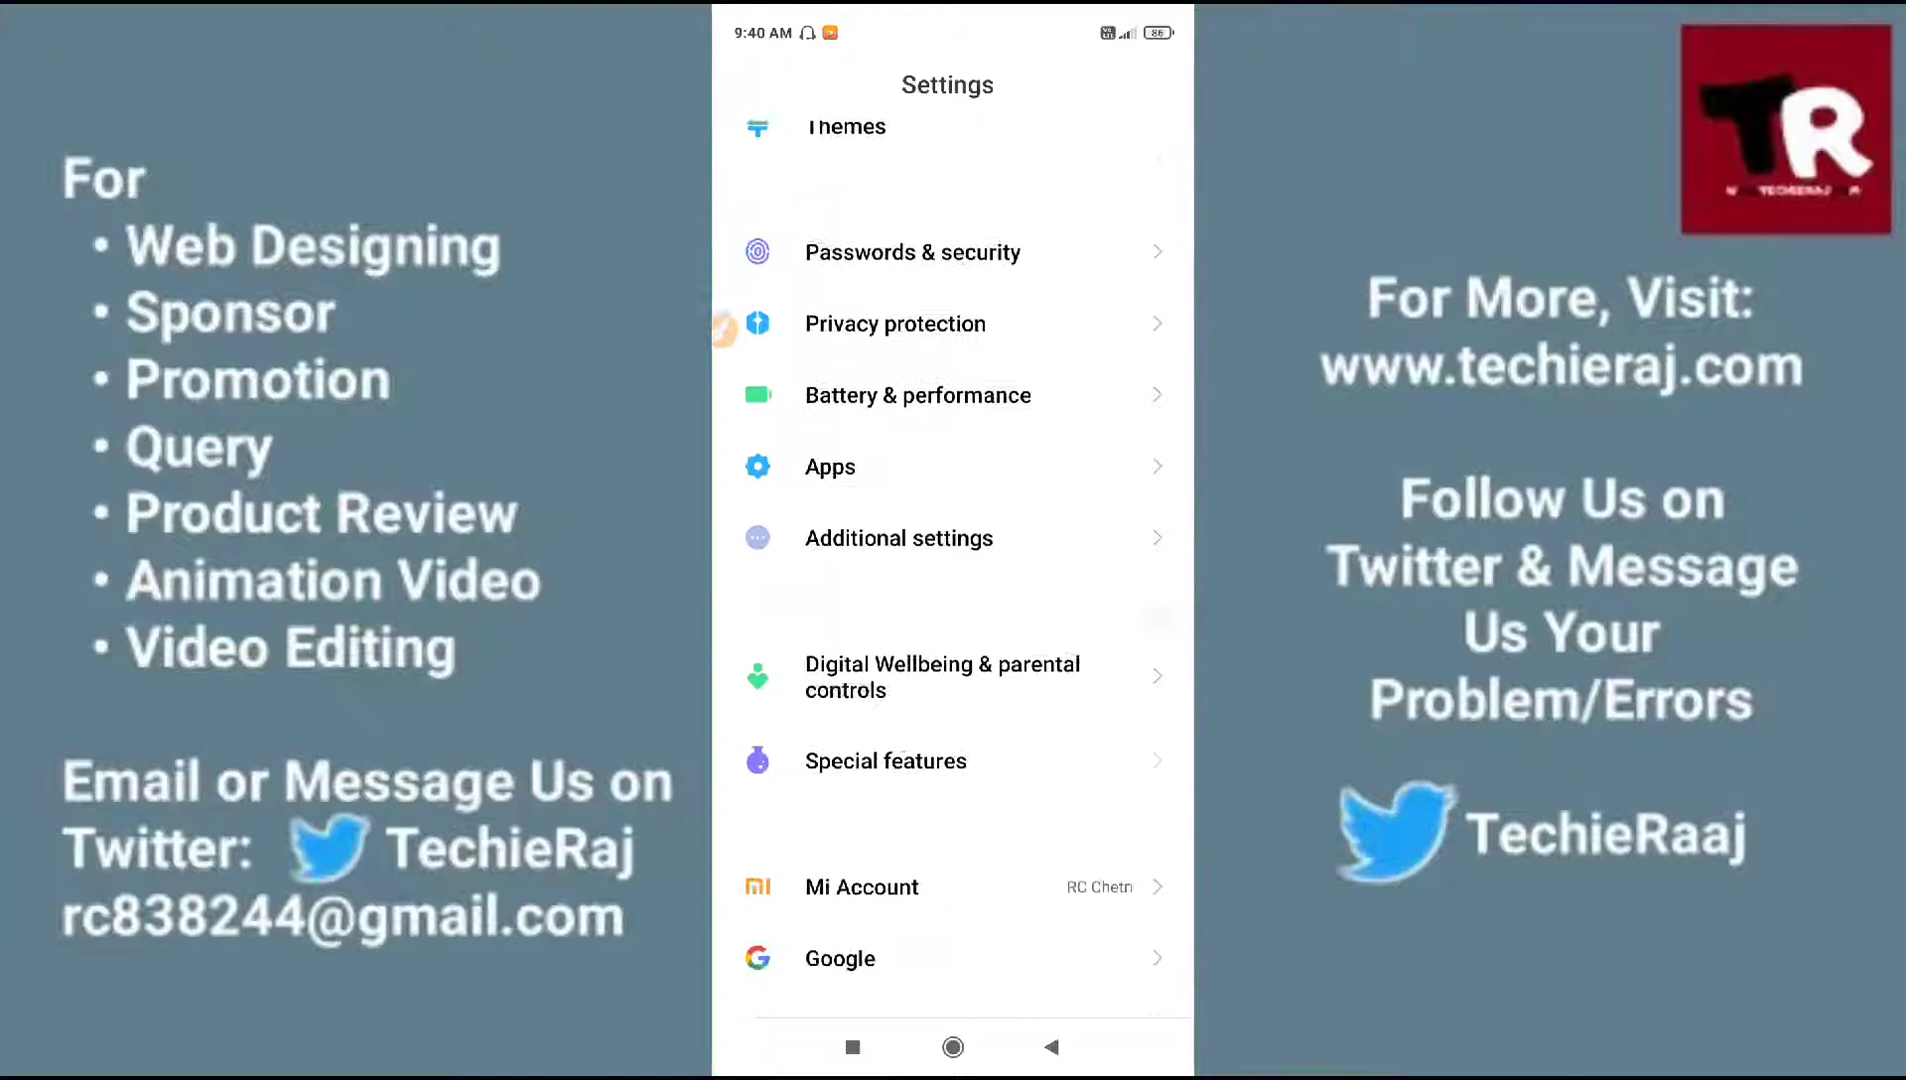 For
• Web Designing
• Sponsor
• Promotion
• Query
• Product Review
• Animation Video
• Video Editing
Email or Message Us on
Twitter: TechieRaj
rc838244@gmail.com
9:40 AM
86
Settings
Themes
Passwords & security
Privacy protection
Battery & performance
Apps
Additional settings
Digital Wellbeing & parental
controls
Special features
Mi Account RC Chetri
Google
TR
For More, Visit:
www.techieraj.com
Follow Us on
Twitter & Message
Us Your
Problem/Errors
TechieRaaj